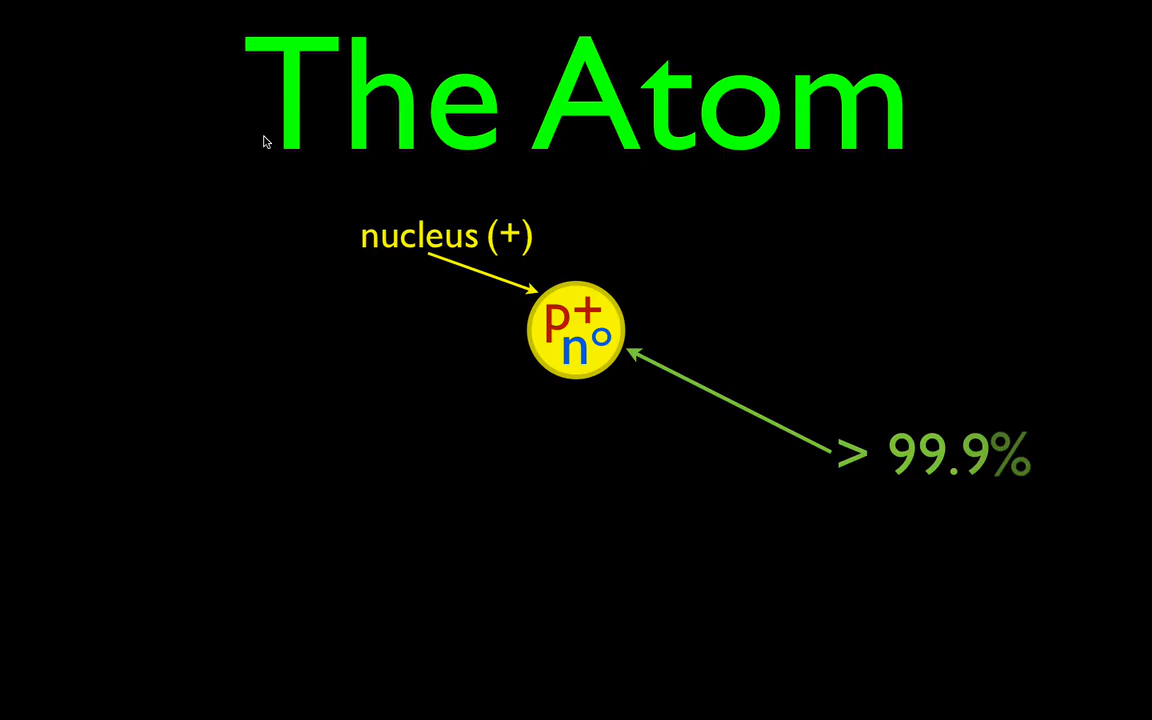 The Atom
nucleus (+)
p+
n°
> 99.9%